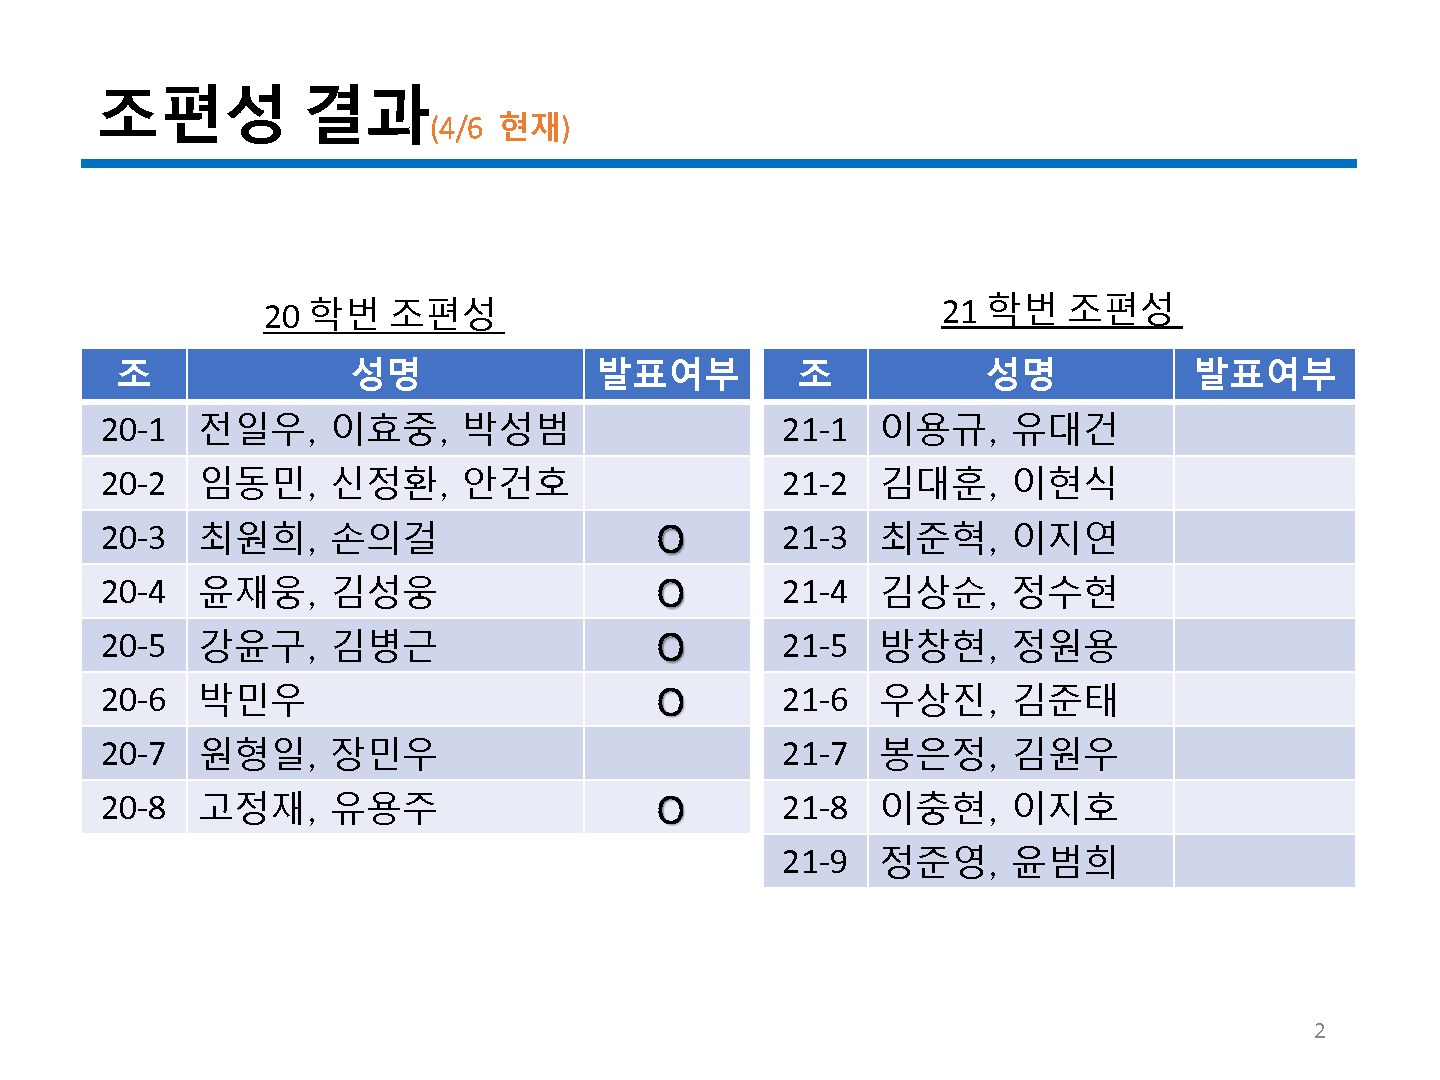 조편성 결과(4/6 현재)
20 학번 조편성
조 성명 발표여부
20-1 전일우, 이효중, 박성범
20-2 임동민, 신정환, 안건호
20-3 최원희, 손의걸 O
20-4 윤재웅, 김성웅 O
20-5 강윤구, 김병근 O
20-6 박민우 O
20-7 원형일, 장민우
20-8 고정재, 유용주 O
21 학번 조편성
조 성명 발표여부
21-1 이용규, 유대건
21-2 김대훈, 이현식
21-3 최준혁, 이지연
21-4 김상순, 정수현
21-5 방창현, 정원용
21-6 우상진, 김준태
21-7 봉은정, 김원우
21-8 이충현, 이지호
21-9 정준영, 윤범희
2